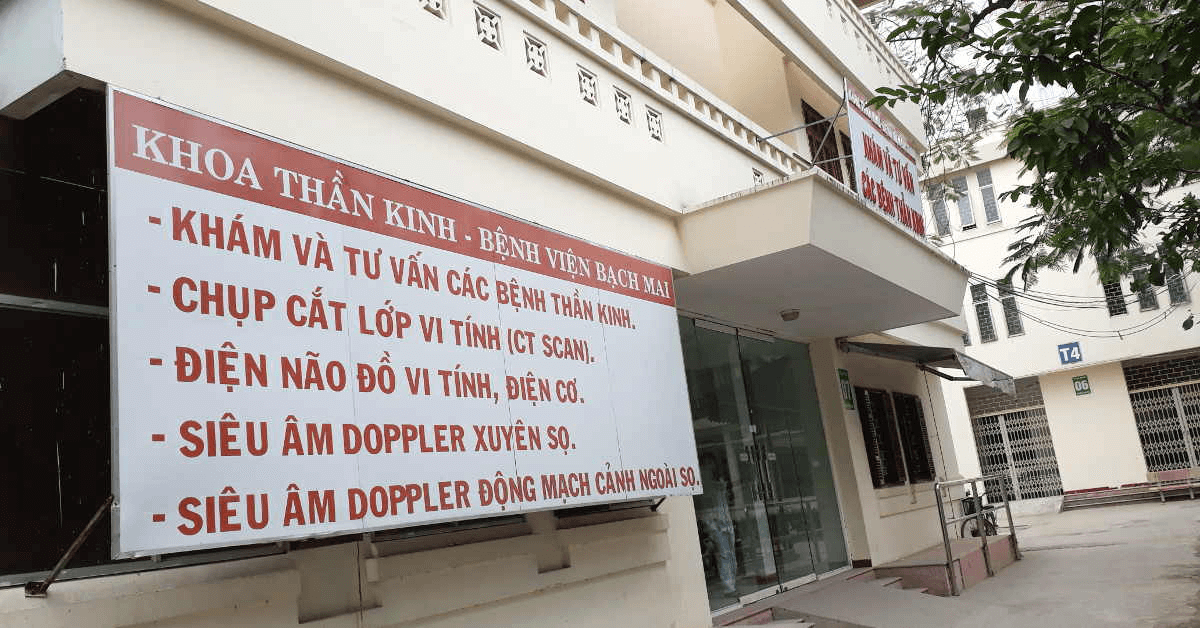 KHOA THẦN KINH - BỆNH VIỆN BẠCH MAI
- KHÁM VÀ TƯ VẤN CÁC BỆNH THẦN KINH.
- CHỤP CẮT LỚP VI TÍNH (CT SCAN).
- ĐIỆN NÃO ĐỒ VI TÍNH, ĐIỆN CƠ.
- SIÊU ÂM DOPPLER XUYÊN SỌ.
- SIÊU ÂM DOPPLER ĐỘNG MẠCH CẢNH NGOÀI SỌ.
KHÁM VÀ TƯ VẤN
CÁC BỆNH THẦN KINH
T4
06